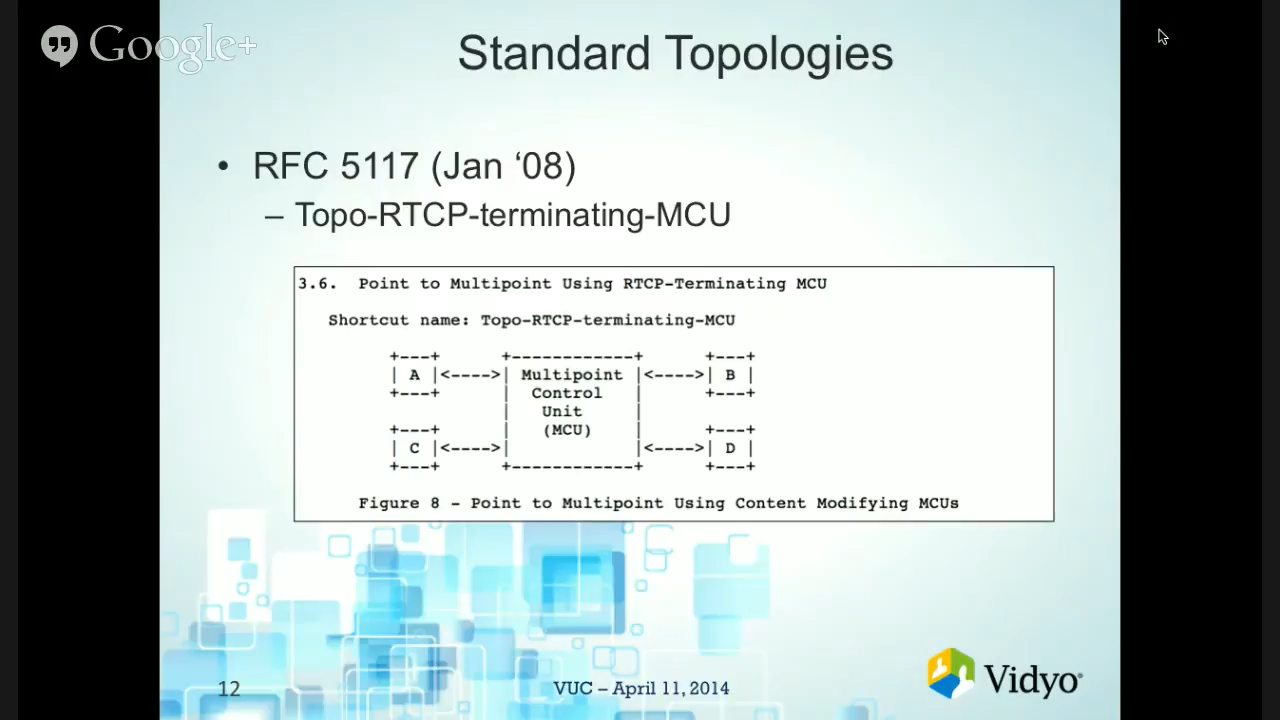 Google+
Standard Topologies
• RFC 5117 (Jan ‘08)
– Topo-RTCP-terminating-MCU
3.6. Point to Multipoint Using RTCP-Terminating MCU
Shortcut name: Topo-RTCP-terminating-MCU
+---+ +------------+ +---+
| A |<---->| Multipoint |<---->| B |
+---+ | Control | +---+
| Unit |
+---+ | (MCU) | +---+
| C |<---->| |<---->| D |
+---+ +------------+ +---+
Figure 8 - Point to Multipoint Using Content Modifying MCUs
12 VUC – April 11, 2014 Vidyo